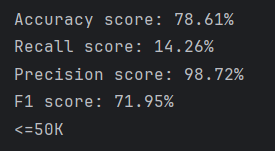 Accuracy score: 78.61%
Recall score: 14.26%
Precision score: 98.72%
F1 score: 71.95%
<=50K